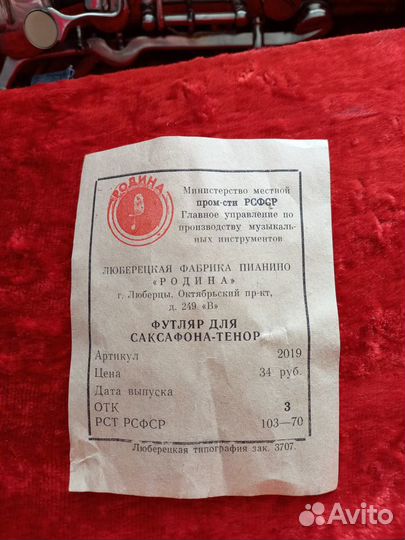 РОДИНА
Министерство местной
пром-сти РСФСР
Главное управление по
производству музыкаль-
ных инструментов
ЛЮБЕРЕЦКАЯ ФАБРИКА ПИАНИНО
«РОДИНА»
г. Люберцы, Октябрьский пр-кт,
д. 249 «В»
ФУТЛЯР ДЛЯ
САКСАФОНА-ТЕНОР
Артикул 2019
Цена 34 руб.
Дата выпуска
ОТК 3
РСТ РСФСР 103—70
Люберецкая типография зак. 3707.
Avito